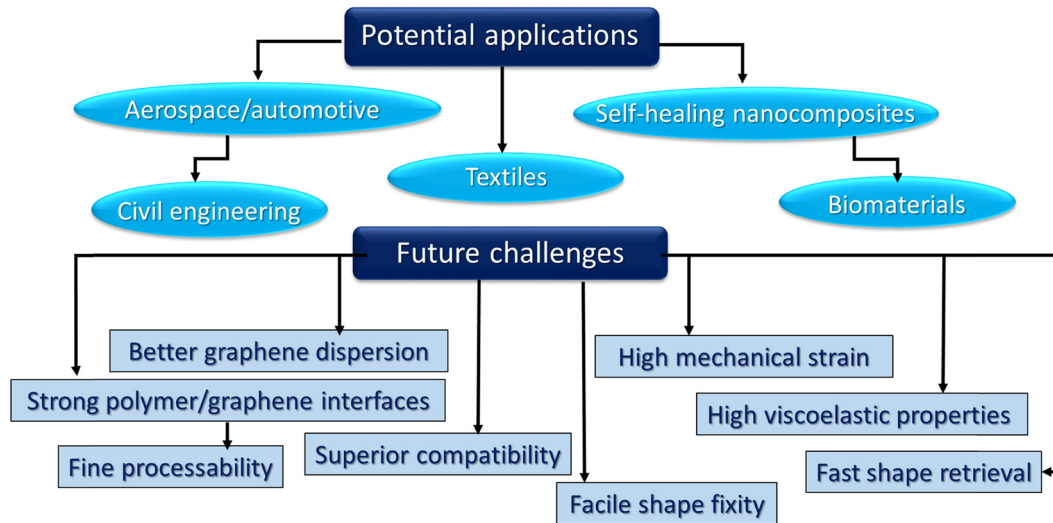 Potential applications
Aerospace/automotive
Self-healing nanocomposites
Textiles
Civil engineering
Biomaterials
Future challenges
Better graphene dispersion
High mechanical strain
Strong polymer/graphene interfaces
High viscoelastic properties
Superior compatibility
Fine processability
Fast shape retrieval
Facile shape fixity